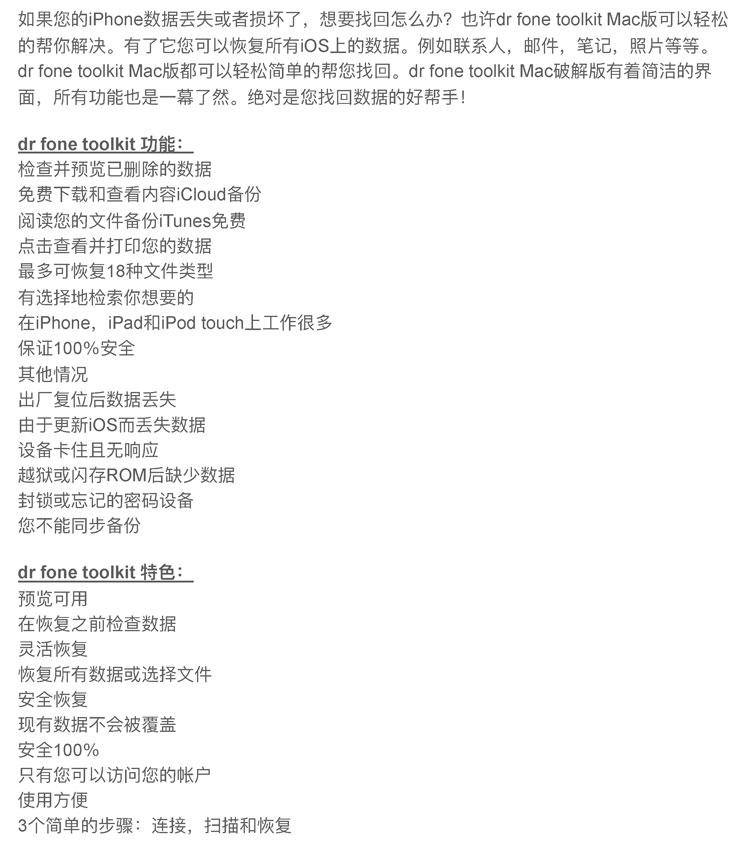 如果您的iPhone数据丢失或者损坏了，想要找回怎么办？也许dr fone toolkit Mac版可以轻松
的帮你解决。有了它您可以恢复所有iOS上的数据。例如联系人，邮件，笔记，照片等等。
dr fone toolkit Mac版都可以轻松简单的帮您找回。dr fone toolkit Mac破解版有着简洁的界
面，所有功能也是一幕了然。绝对是您找回数据的好帮手！
dr fone toolkit 功能：
检查并预览已删除的数据
免费下载和查看内容iCloud备份
阅读您的文件备份iTunes免费
点击查看并打印您的数据
最多可恢复18种文件类型
有选择地检索你想要的
在iPhone，iPad和iPod touch上工作很多
保证100%安全
其他情况
出厂复位后数据丢失
由于更新iOS而丢失数据
设备卡住且无响应
越狱或闪存ROM后缺少数据
封锁或忘记的密码设备
您不能同步备份
dr fone toolkit 特色：
预览可用
在恢复之前检查数据
灵活恢复
恢复所有数据或选择文件
安全恢复
现有数据不会被覆盖
安全100%
只有您可以访问您的帐户
使用方便
3个简单的步骤：连接，扫描和恢复